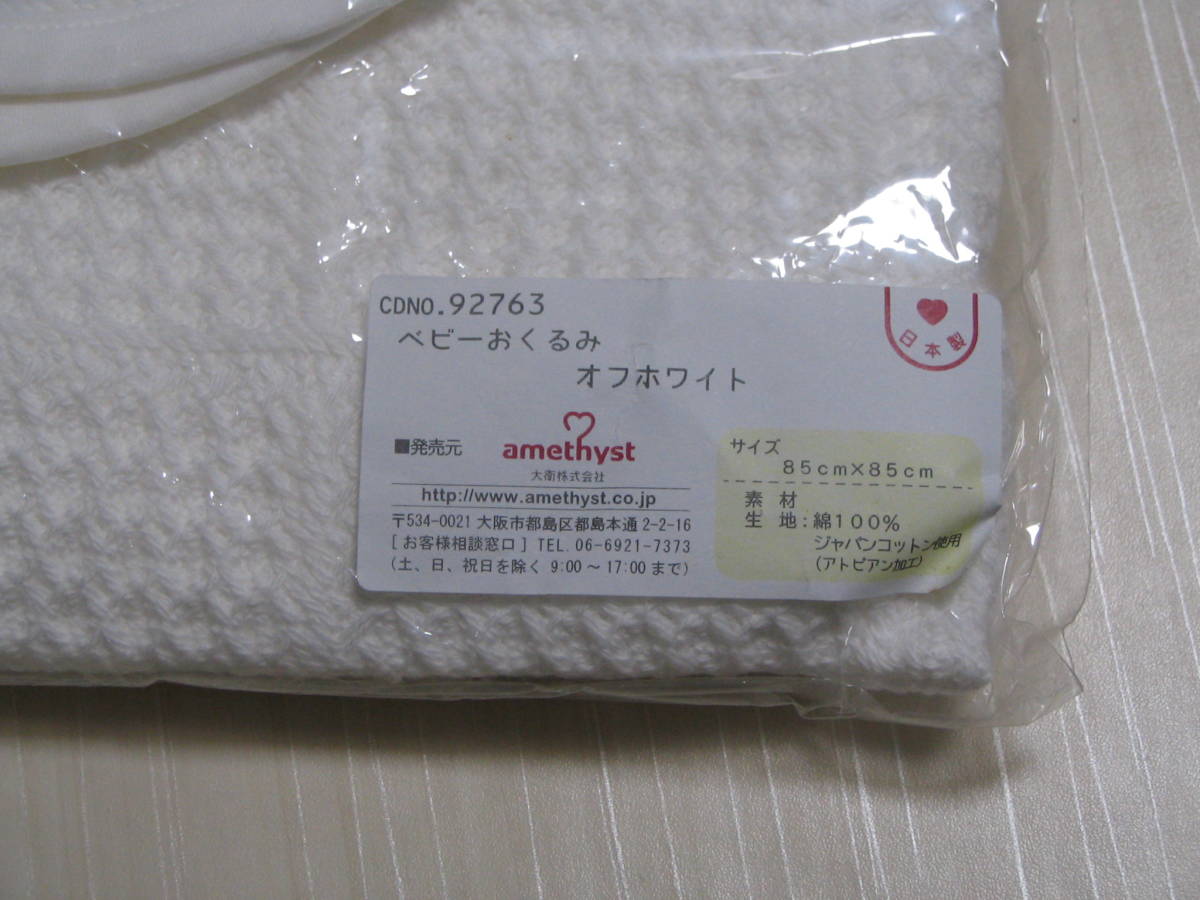 CDNO.92763
ベビーおくるみ
オフホワイト
日本製
■発売元
amethyst
大衛株式会社
http://www.amethyst.co.jp
〒534-0021 大阪市都島区都島本通 2-2-16
[お客様相談窓口] TEL. 06-6921-7373
(土、日、祝日を除く 9:00～17:00まで)
サイズ
85cm×85cm
素材
生地:綿100%
ジャパンコットン使用
(アトピアン加工)